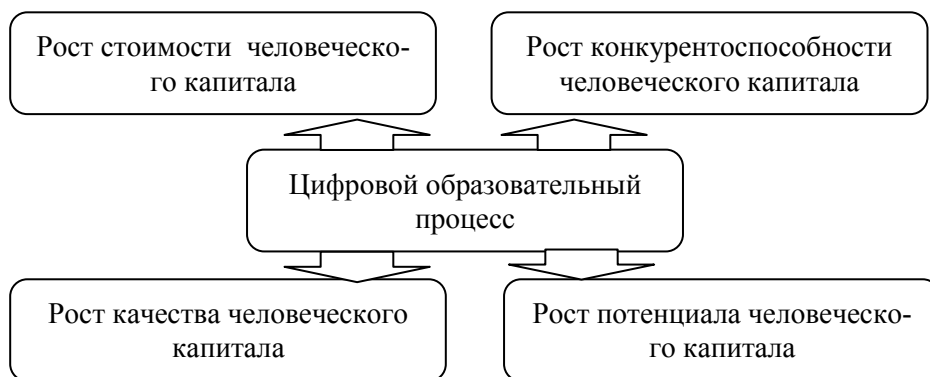 Рост стоимости человеческо-
го капитала
Рост конкурентоспособности
человеческого капитала
Цифровой образовательный
процесс
Рост качества человеческого
капитала
Рост потенциала человеческо-
го капитала